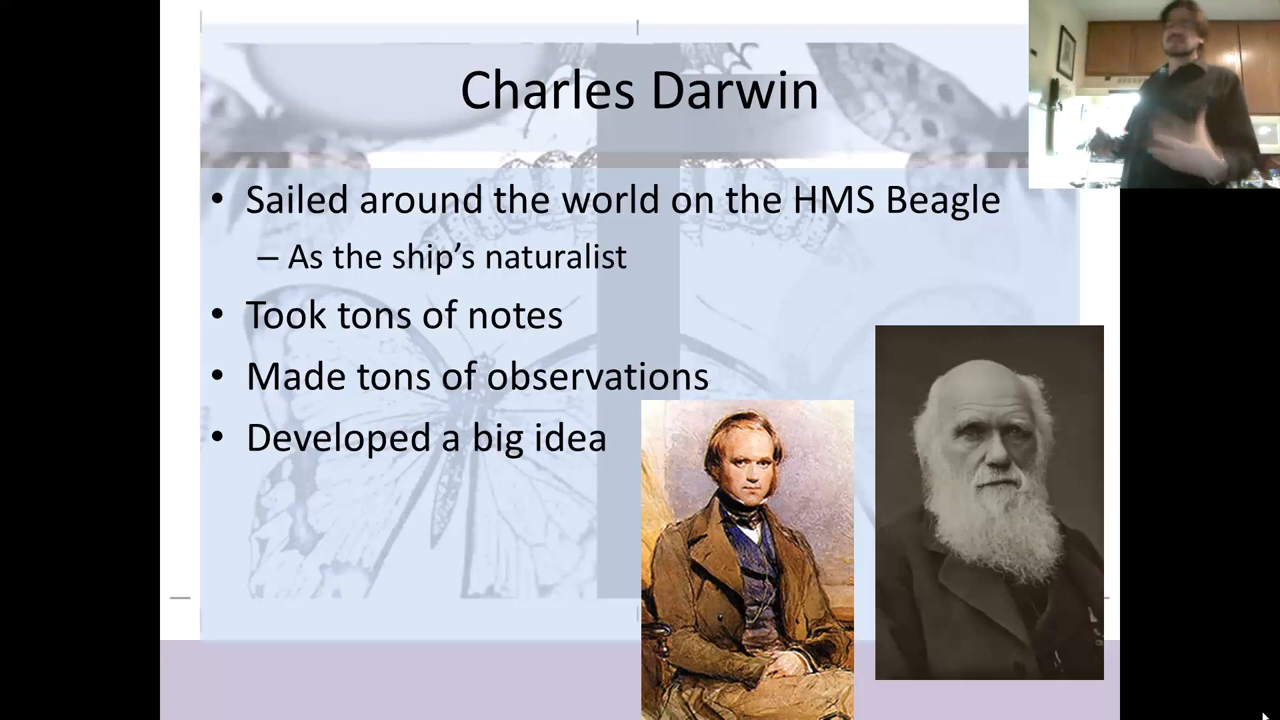 Charles Darwin
• Sailed around the world on the HMS Beagle
– As the ship’s naturalist
• Took tons of notes
• Made tons of observations
• Developed a big idea